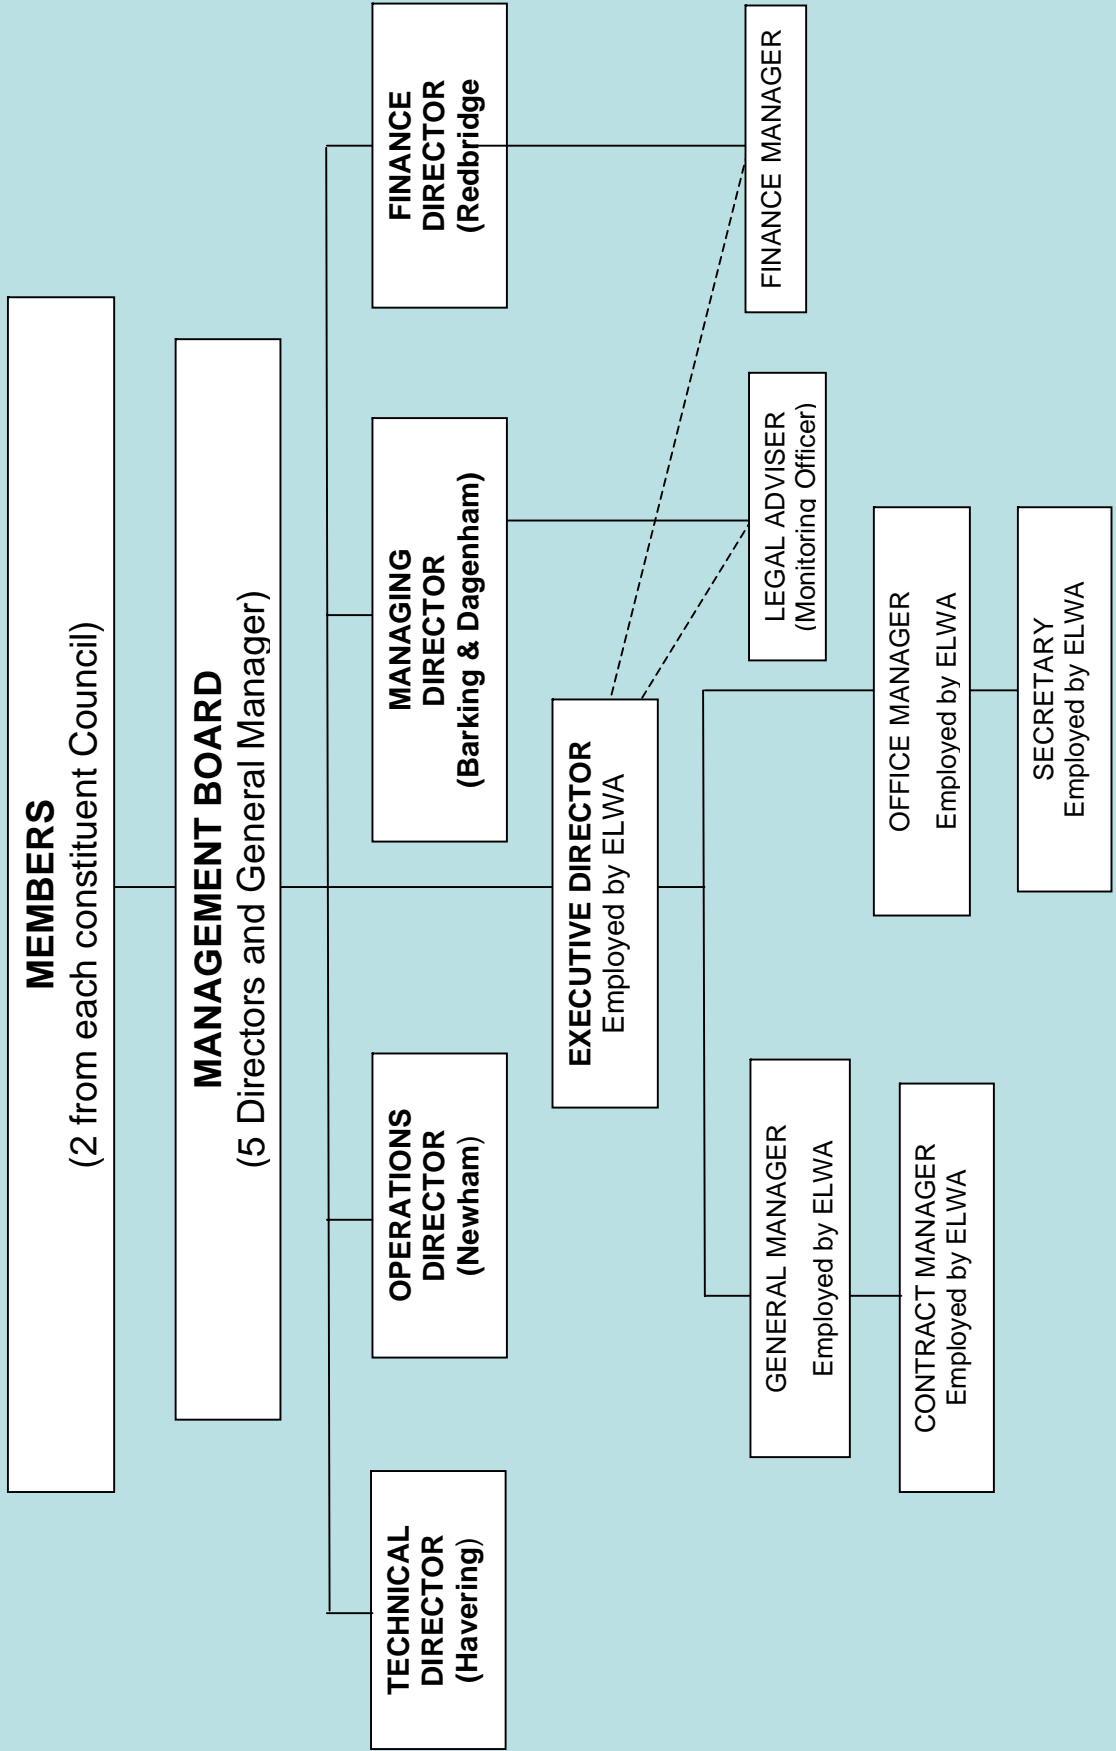 MEMBERS
(2 from each constituent Council)
MANAGEMENT BOARD
(5 Directors and General Manager)
TECHNICAL
DIRECTOR
(Havering)
OPERATIONS
DIRECTOR
(Newham)
MANAGING
DIRECTOR
(Barking & Dagenham)
FINANCE
DIRECTOR
(Redbridge
EXECUTIVE DIRECTOR
Employed by ELWA
GENERAL MANAGER
Employed by ELWA
LEGAL ADVISER
(Monitoring Officer)
FINANCE MANAGER
CONTRACT MANAGER
Employed by ELWA
OFFICE MANAGER
Employed by ELWA
SECRETARY
Employed by ELWA